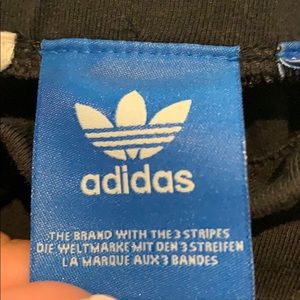 adidas
THE BRAND WITH THE 3 STRIPES
DIE WELTMARKE MIT DEN 3 STREIFEN
LA MARQUE AUX 3 BANDES